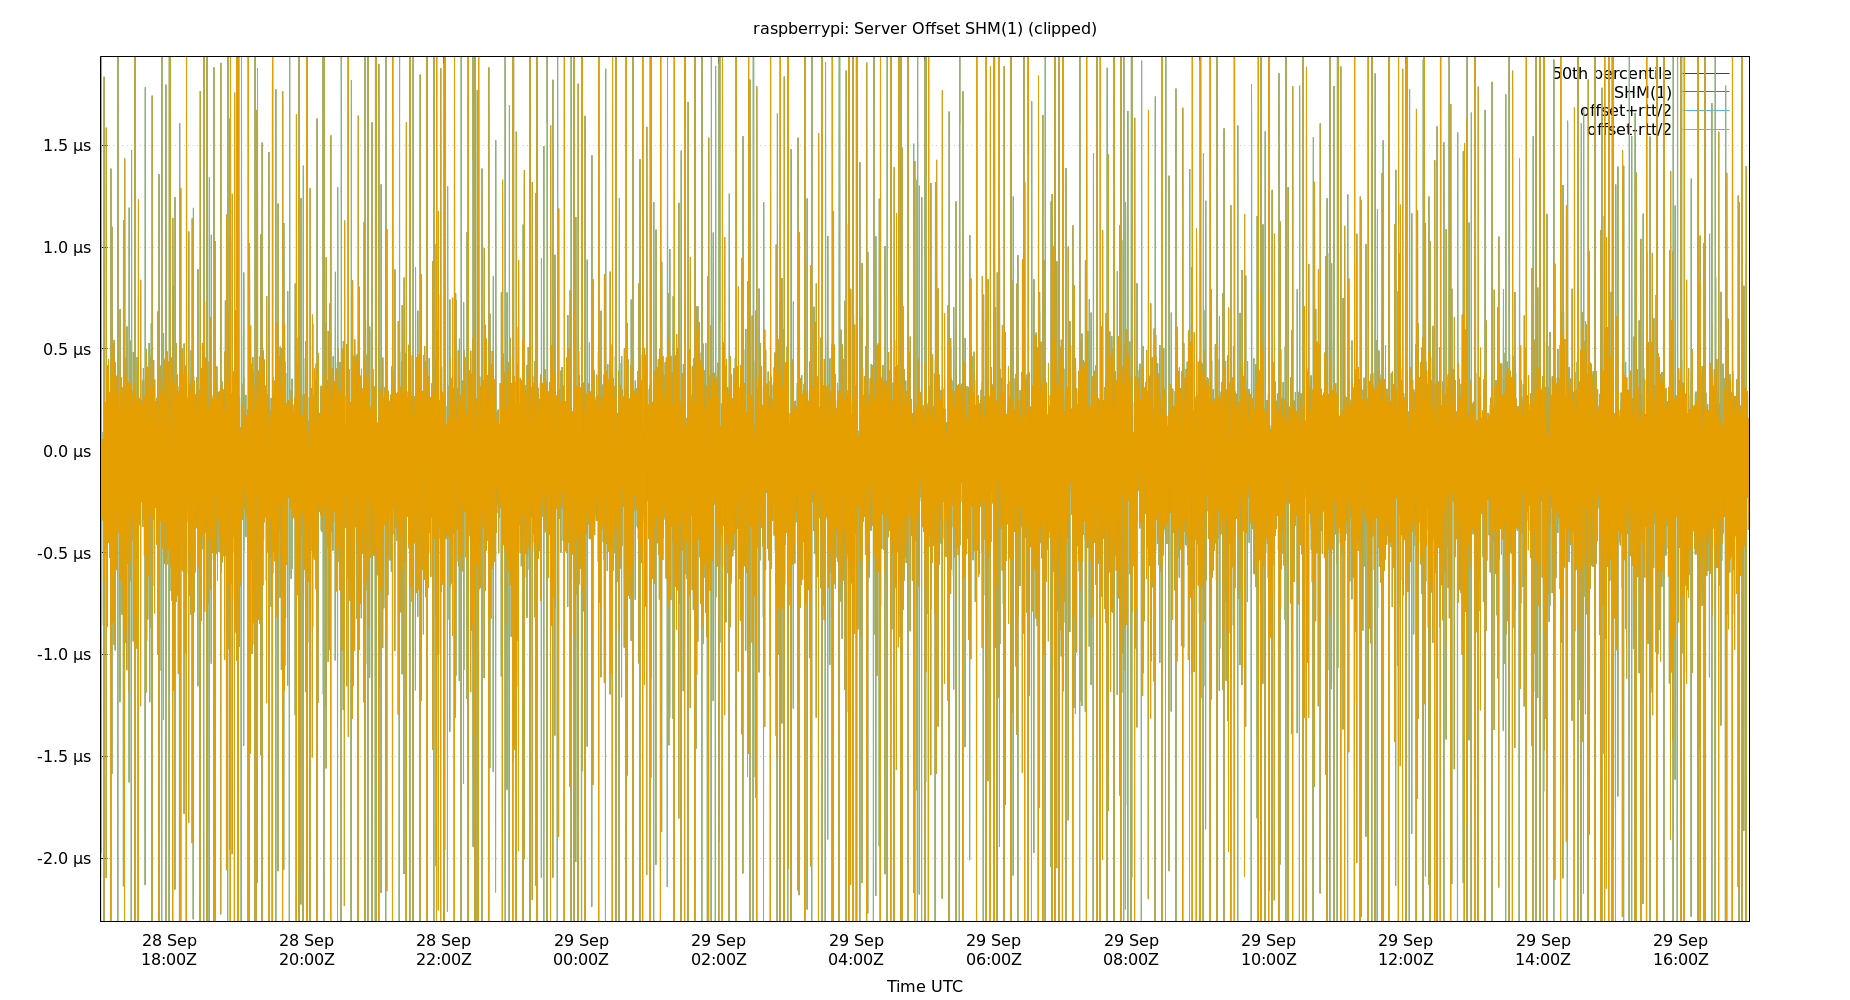 raspberrypi: Server Offset SHM(1) (clipped)
50th percentile
SHM(1)
offset+rtt/2
offset-rtt/2
1.5 µs
1.0 µs
0.5 µs
0.0 µs
-0.5 µs
-1.0 µs
-1.5 µs
-2.0 µs
28 Sep 28 Sep 28 Sep 29 Sep 29 Sep 29 Sep 29 Sep 29 Sep 29 Sep 29 Sep 29 Sep 29 Sep
18:00Z 20:00Z 22:00Z 00:00Z 02:00Z 04:00Z 06:00Z 08:00Z 10:00Z 12:00Z 14:00Z 16:00Z
Time UTC